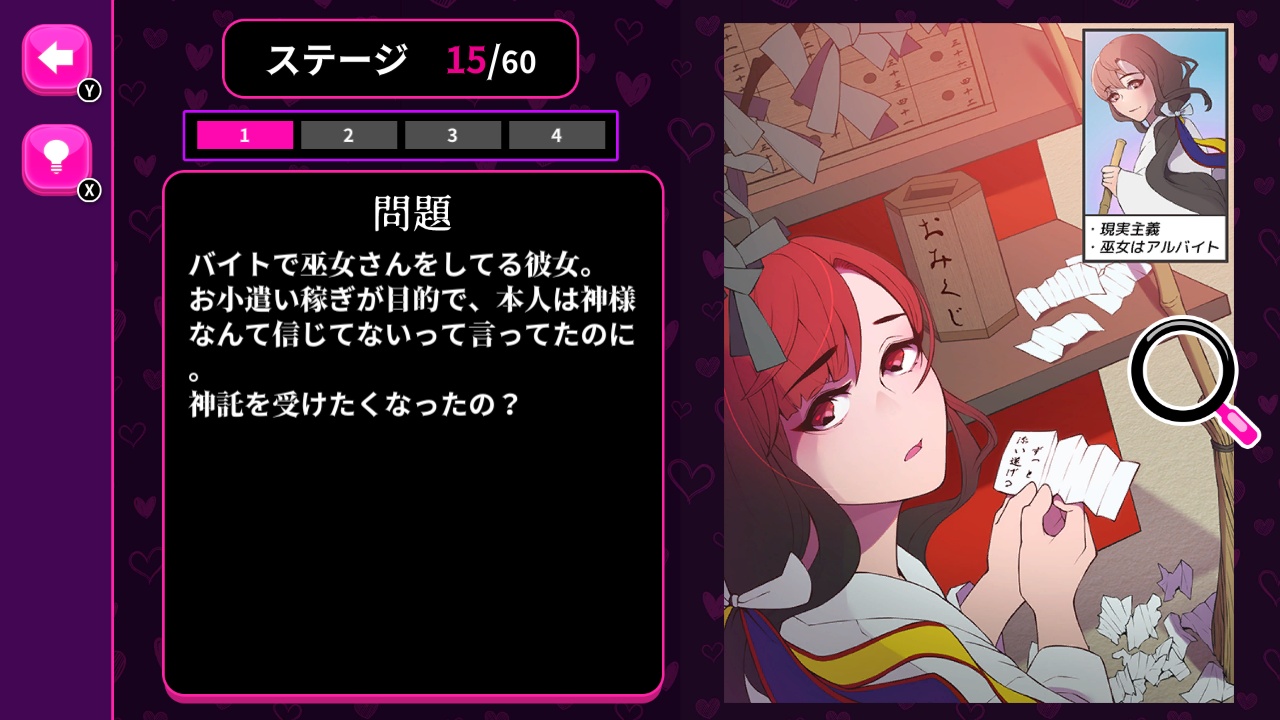 ステージ 15/60
1 2 3 4
問題
バイトで巫女さんをしてる彼女。
お小遣い稼ぎが目的で、本人は神様
なんて信じてないって言ってたのに
。
神託を受けたくなったの？
Y
X
・現実主義
・巫女はアルバイト
おみくじ
ずっと
添い遂げつ